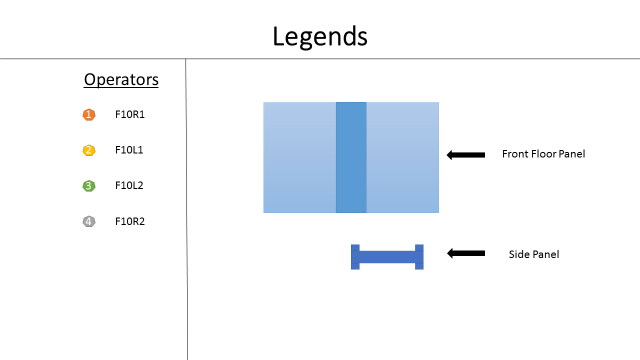 Legends
Operators
1 F10R1
2 F10L1
3 F10L2
4 F10R2
Front Floor Panel
Side Panel